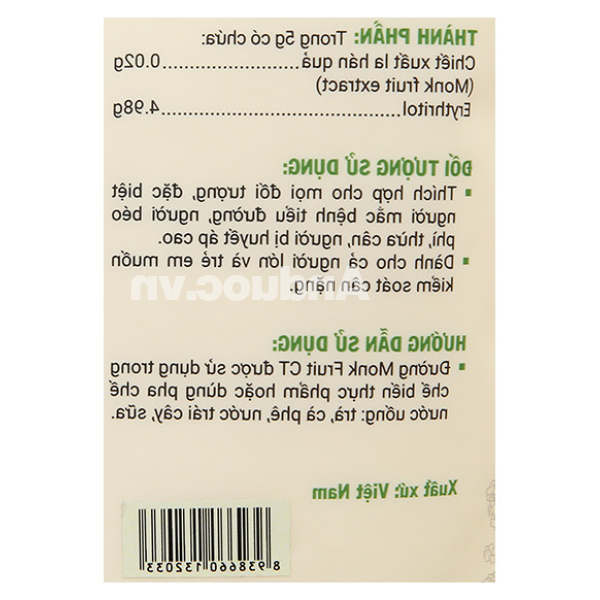 THÀNH PHẦN: Trong 5g có chứa:
Chiết xuất la hán quả.......................0.02g
(Monk fruit extract)
Erythritol..........................................4.98g
ĐỐI TƯỢNG SỬ DỤNG:
▪ Thích hợp cho mọi đối tượng, đặc biệt
người mắc bệnh tiểu đường, người béo
phì, thừa cân, người bị huyết áp cao.
▪ Dành cho cả người lớn và trẻ em muốn
kiểm soát cân nặng.
Anduoc.vn
HƯỚNG DẪN SỬ DỤNG:
▪ Đường Monk Fruit CT được sử dụng trong
chế biến thực phẩm hoặc dùng pha chế
nước uống: trà, cà phê, nước trái cây, sữa.
Xuất xứ: Việt Nam
8938660132033